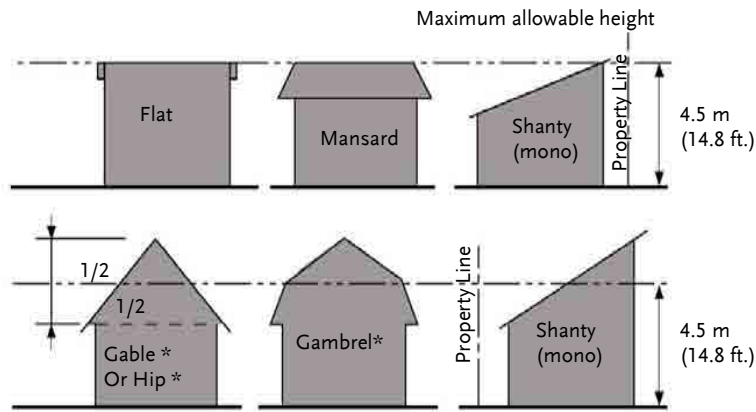 Maximum allowable height
Flat
Mansard
Shanty
(mono)
Property Line
4.5 m
(14.8 ft.)
1/2
1/2
Gable *
Or Hip *
Gambrel*
Property Line
Shanty
(mono)
4.5 m
(14.8 ft.)